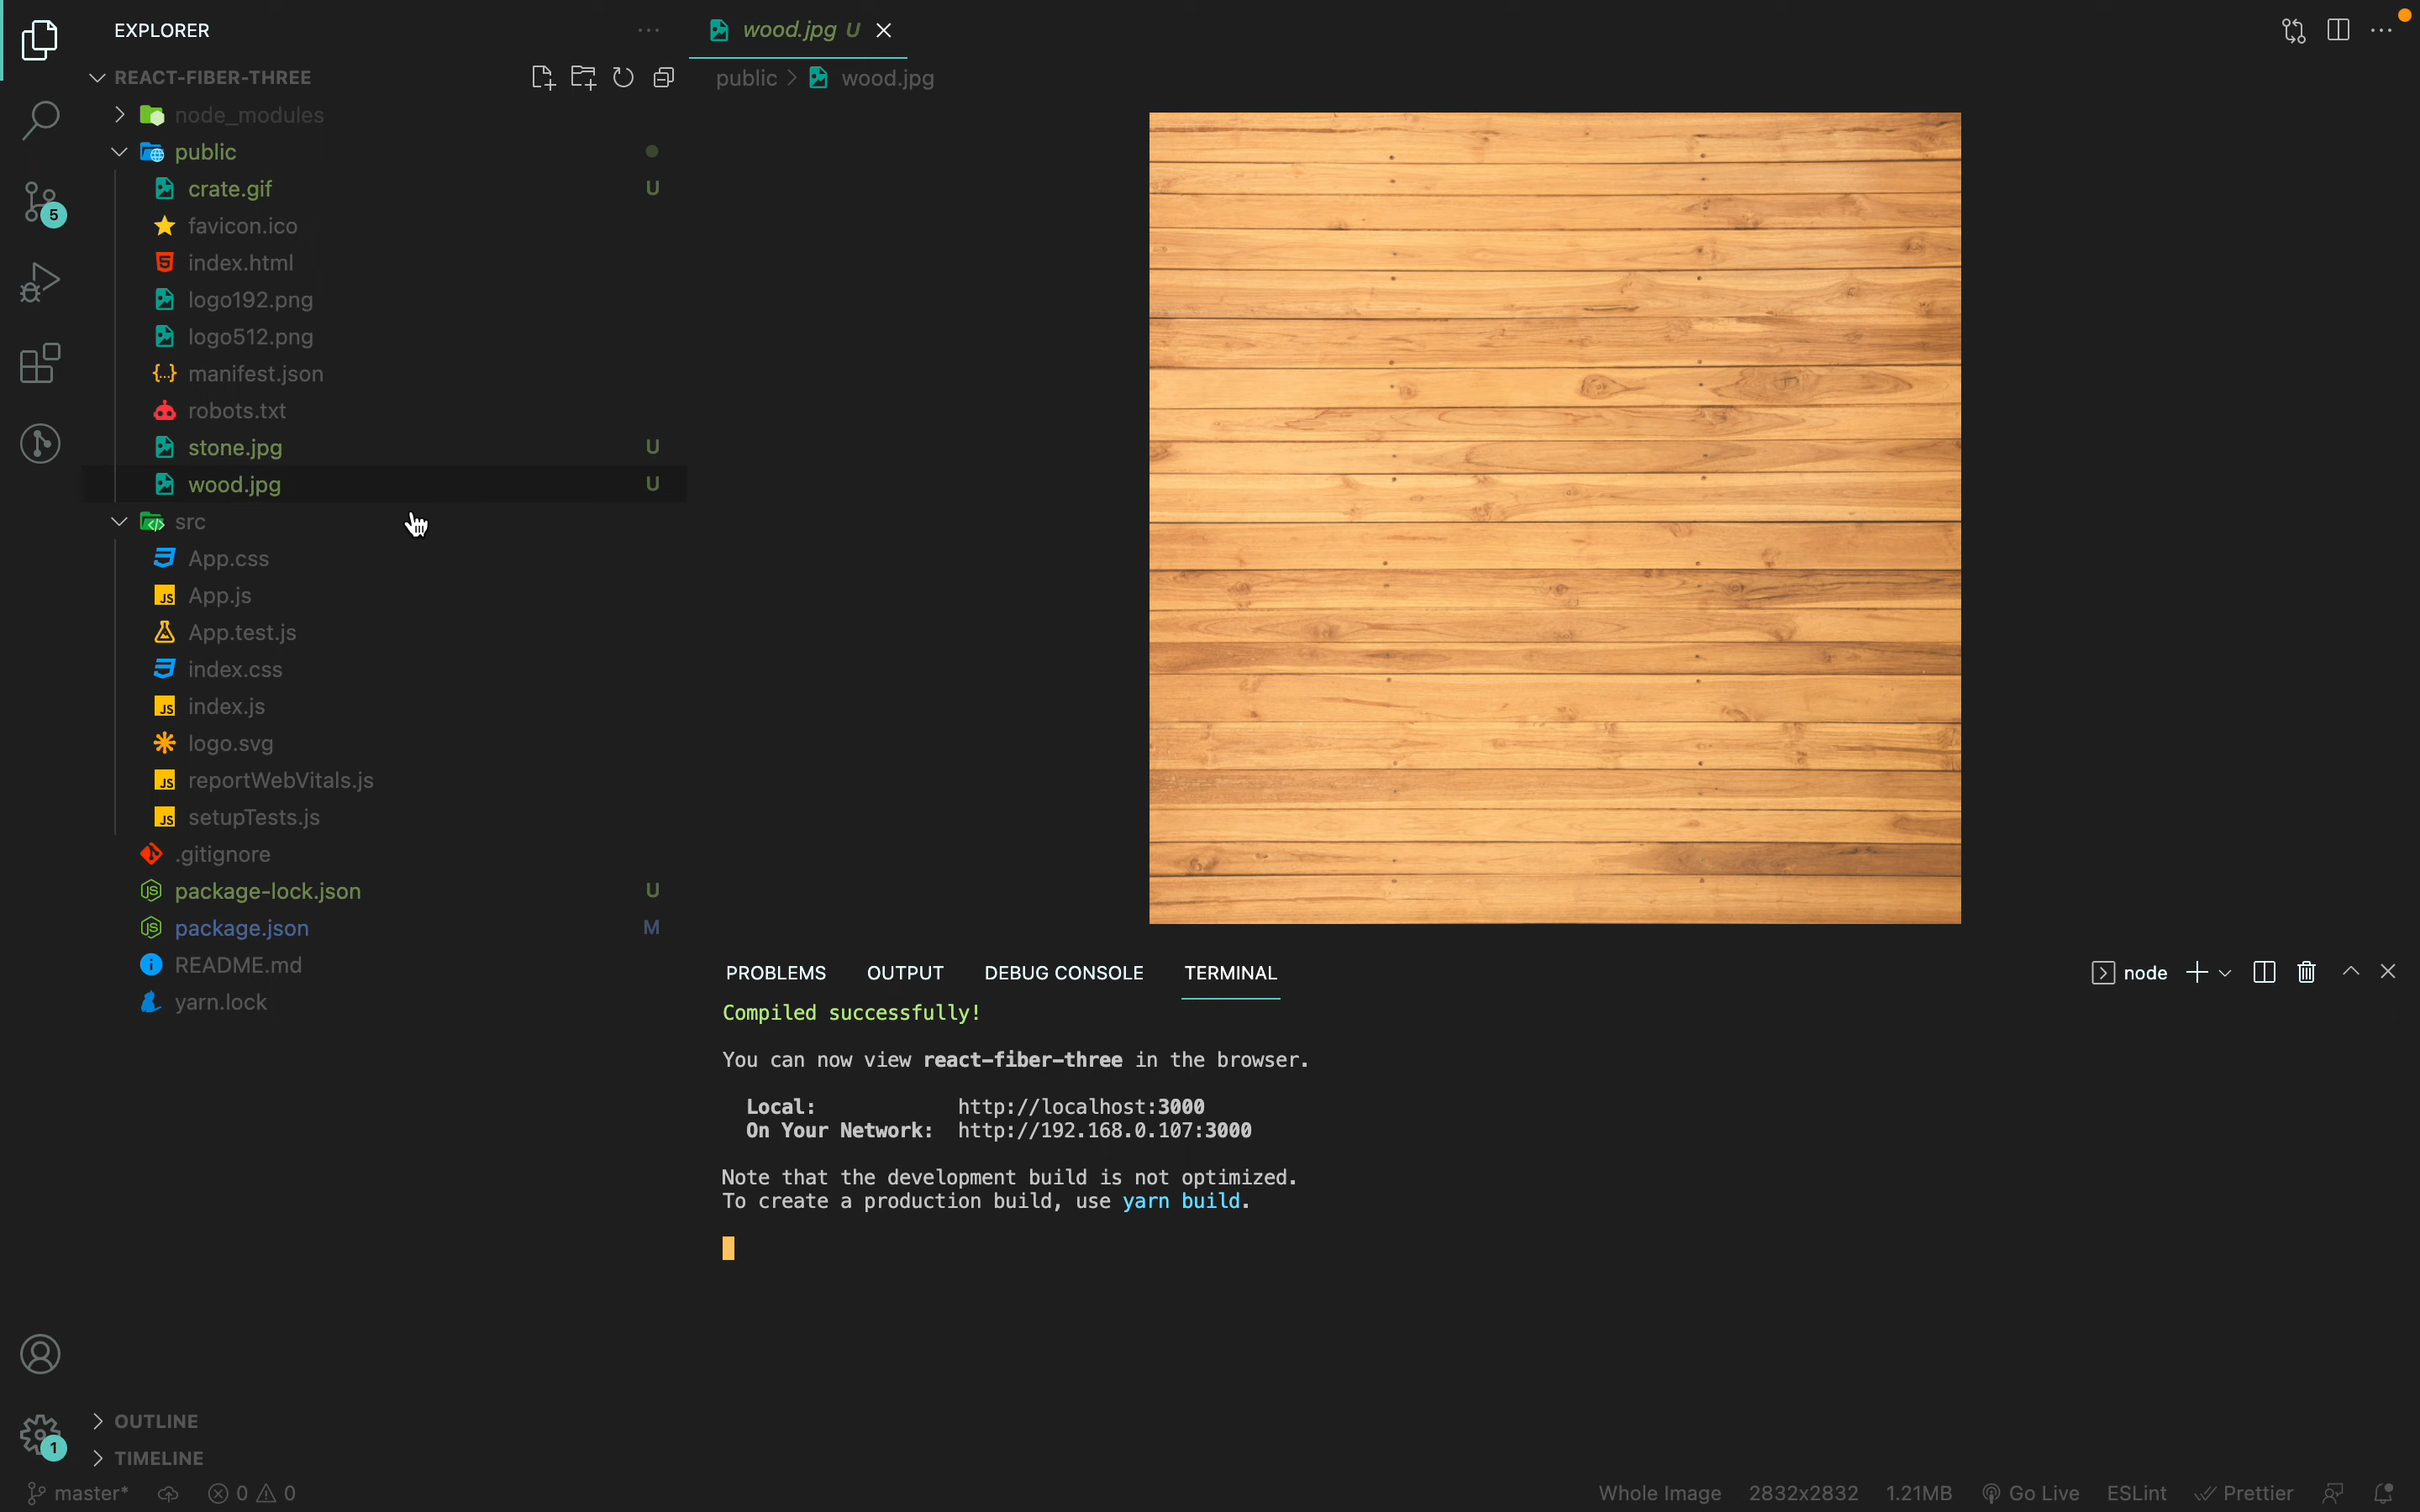 EXPLORER
REACT-FIBER-THREE
node_modules
public
crate.gif U
favicon.ico
index.html
logo192.png
logo512.png
manifest.json
robots.txt
stone.jpg U
wood.jpg U
src
App.css
App.js
App.test.js
index.css
index.js
logo.svg
reportWebVitals.js
setupTests.js
.gitignore
package-lock.json U
package.json M
README.md
yarn.lock
OUTLINE
TIMELINE
5
1
wood.jpg U
public > wood.jpg
PROBLEMS OUTPUT DEBUG CONSOLE TERMINAL
node
Compiled successfully!
You can now view react-fiber-three in the browser.
Local: http://localhost:3000
On Your Network: http://192.168.0.107:3000
Note that the development build is not optimized.
To create a production build, use yarn build.
master* 0 0
Whole Image 2832x2832 1.21MB Go Live ESLint Prettier